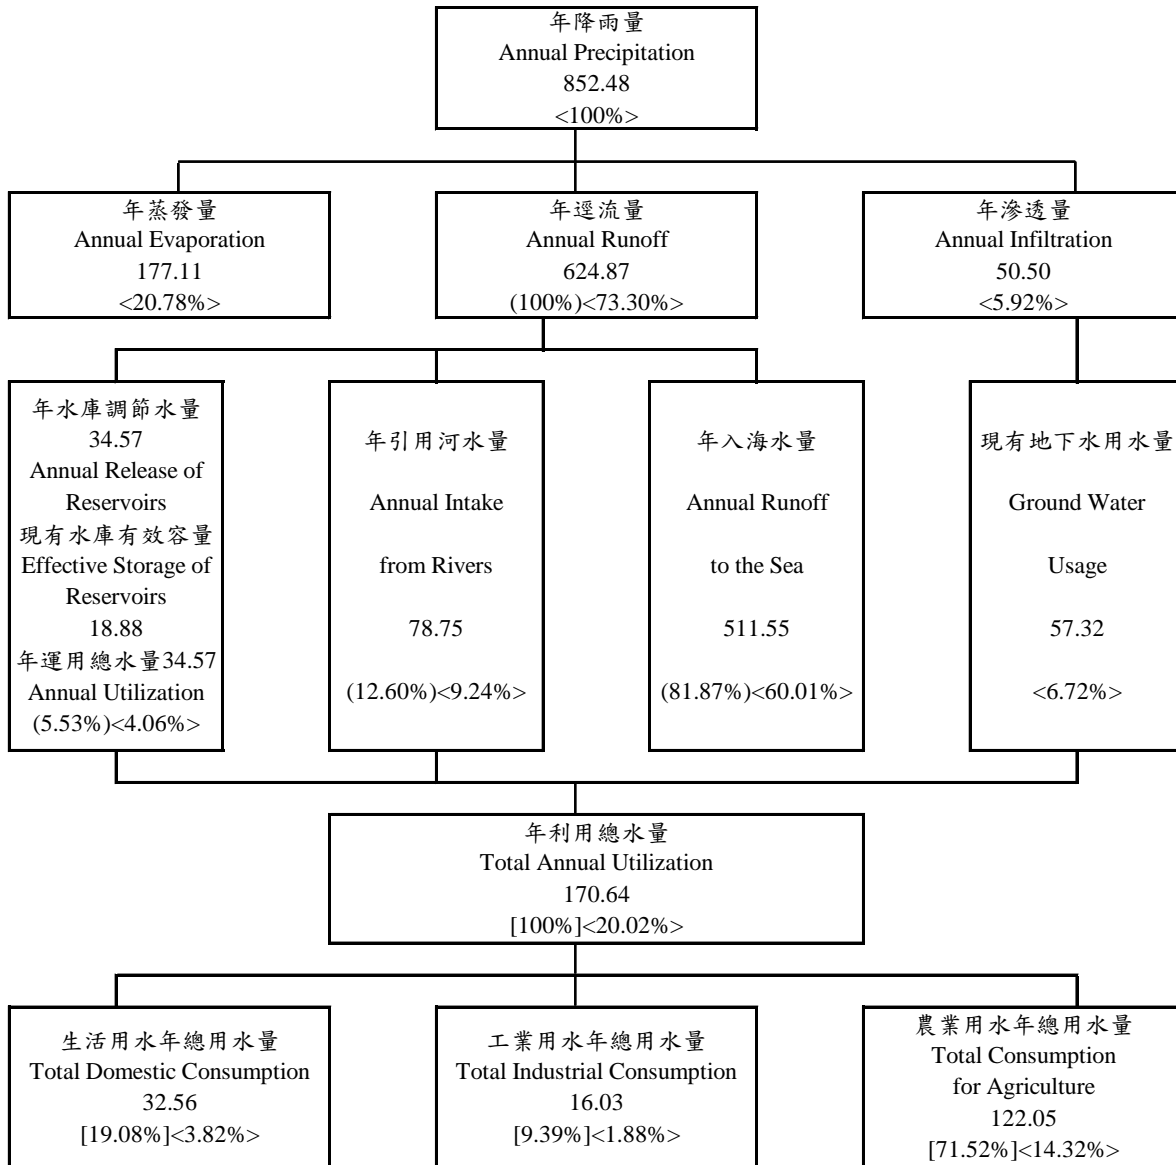 年降雨量
Annual Precipitation
852.48
<100%>
年蒸發量
Annual Evaporation
177.11
<20.78%>
年逕流量
Annual Runoff
624.87
(100%)<73.30%>
年滲透量
Annual Infiltration
50.50
<5.92%>
年水庫調節水量
34.57
Annual Release of
Reservoirs
現有水庫有效容量
Effective Storage of
Reservoirs
18.88
年運用總水量34.57
Annual Utilization
(5.53%)<4.06%>
年引用河水量
Annual Intake
from Rivers
78.75
(12.60%)<9.24%>
年入海水量
Annual Runoff
to the Sea
511.55
(81.87%)<60.01%>
現有地下水用水量
Ground Water
Usage
57.32
<6.72%>
年利用總水量
Total Annual Utilization
170.64
[100%]<20.02%>
生活用水年總用水量
Total Domestic Consumption
32.56
[19.08%]<3.82%>
工業用水年總用水量
Total Industrial Consumption
16.03
[9.39%]<1.88%>
農業用水年總用水量
Total Consumption
for Agriculture
122.05
[71.52%]<14.32%>